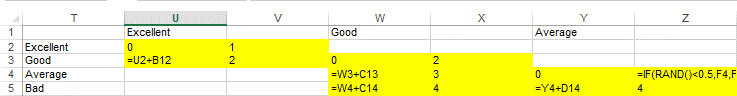 T U V W X Y Z
1 Excellent Good Average
2 Excellent 0 1
3 Good =U2+B12 2 0 2
4 Average =W3+C13 3 0 =IF(RAND()<0.5,F4,F
5 Bad =W4+C14 4 =Y4+D14 4